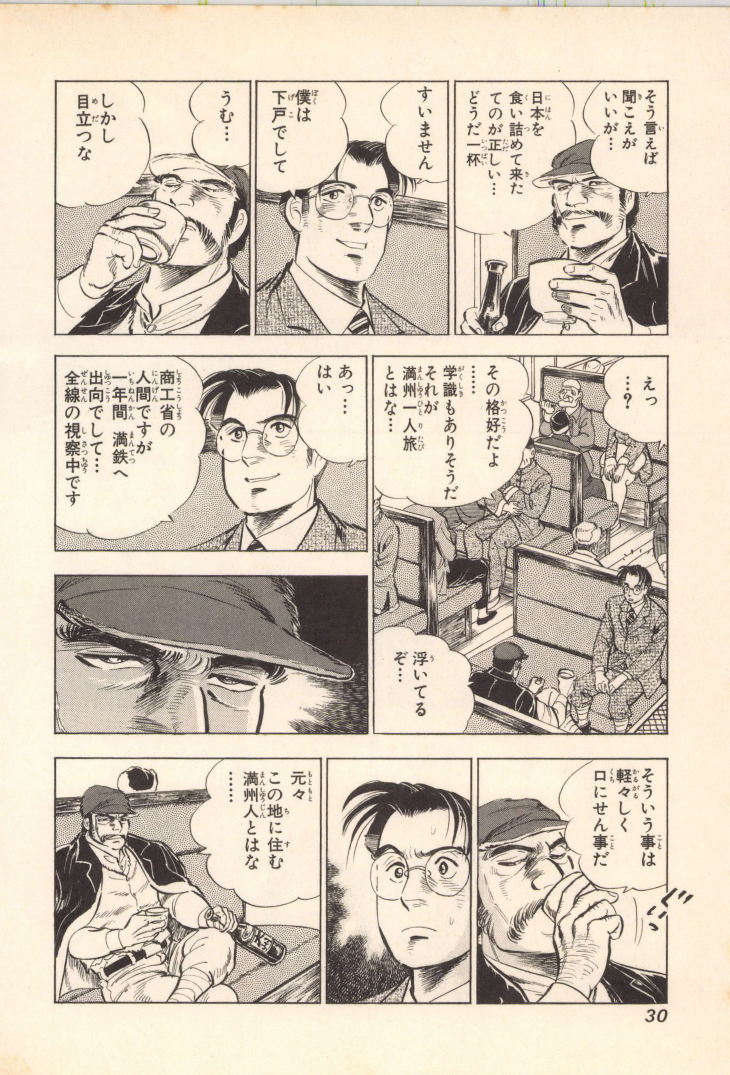 そう言えば
聞こえが
いいが…
日本を
食い詰めて来た
てのが正しい…
どうだ一杯
すいません
僕は
下戸でして
うむ…
しかし
目立つな
えっ
…?
その格好だよ
……
学識もありそうだ
それが
満州一人旅
とはな…
浮いてる
ぞ…
あっ…
はい
商工省の
人間ですが
一年間 満鉄へ
出向でして…
全線の視察中です
そういう事は
軽々しく
口にせん事だ
元々
この地に住む
満州人とはな
……
30